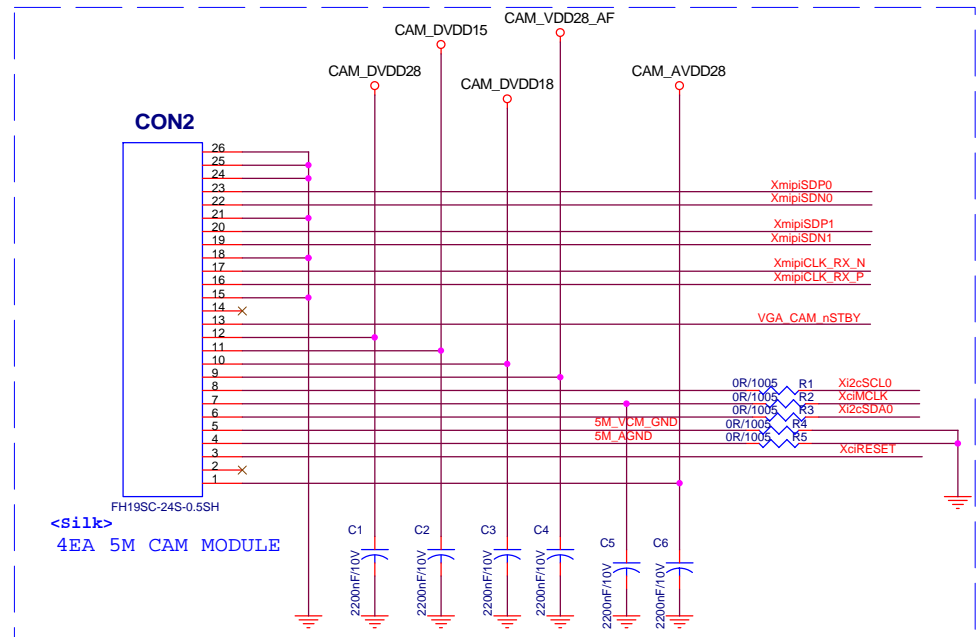 CAM_VDD28_AF
CAM_DVDD15
CAM_DVDD28
CAM_AVDD28
CAM_DVDD18
CON2
26
25
24
23 XmipiSDP0
22 XmipiSDN0
21
20 XmipiSDP1
19 XmipiSDN1
18
17 XmipiCLK_RX_N
16 XmipiCLK_RX_P
15
14
13 VGA_CAM_nSTBY
12
11
10
9
8 0R/1005 R1 Xi2cSCL0
7 0R/1005 R2 XciMCLK
6 0R/1005 R3 Xi2cSDA0
5 5M_VCM_GND 0R/1005 R4
4 5M_AGND 0R/1005 R5
3 XciRESET
2
1
FH19SC-24S-0.5SH
<Silk>
4EA 5M CAM MODULE
C1 C2 C3 C4 C5 C6
2200nF/10V 2200nF/10V 2200nF/10V 2200nF/10V 2200nF/10V 2200nF/10V